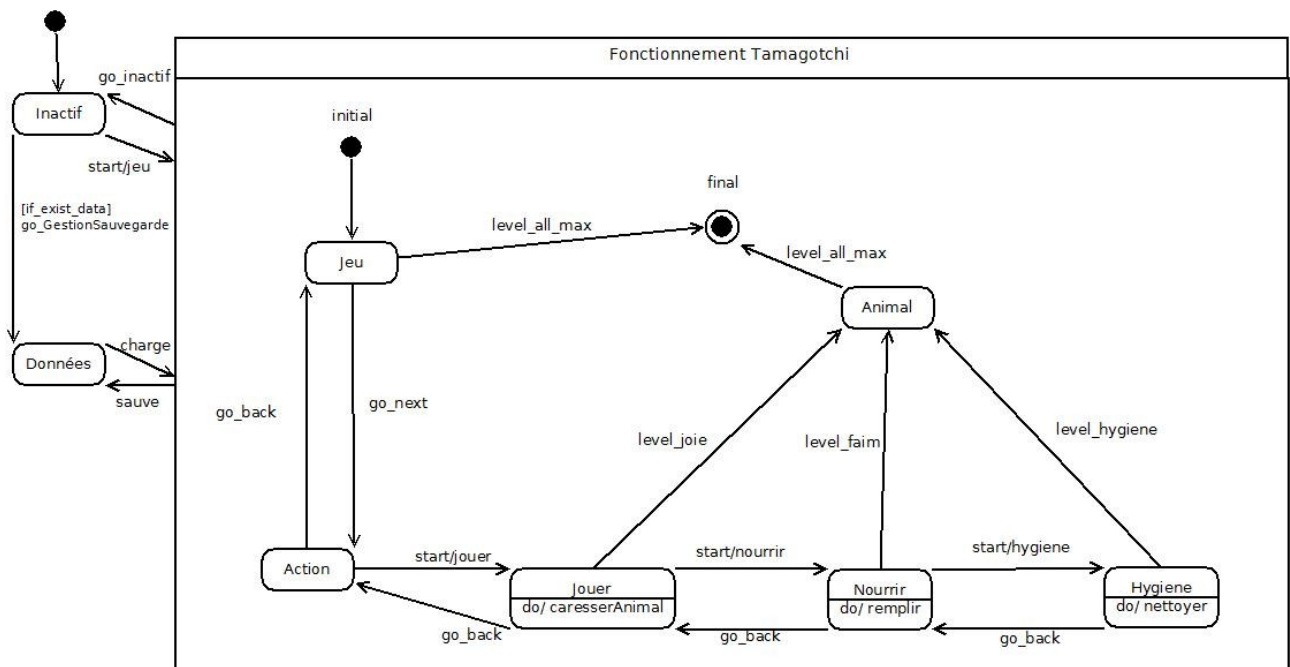 Fonctionnement Tamagotchi
go_inactif
Inactif
initial
start/jeu
final
[if_exist_data]
go_GestionSauvegarde
level_all_max
level_all_max
Jeu
Animal
charge
Données
sauve
go_back
go_next
level_joie
level_faim
level_hygiene
start/jouer
start/nourrir
start/hygiene
Action
Jouer
do/ caresserAnimal
Nourrir
do/ remplir
Hygiene
do/ nettoyer
go_back
go_back
go_back